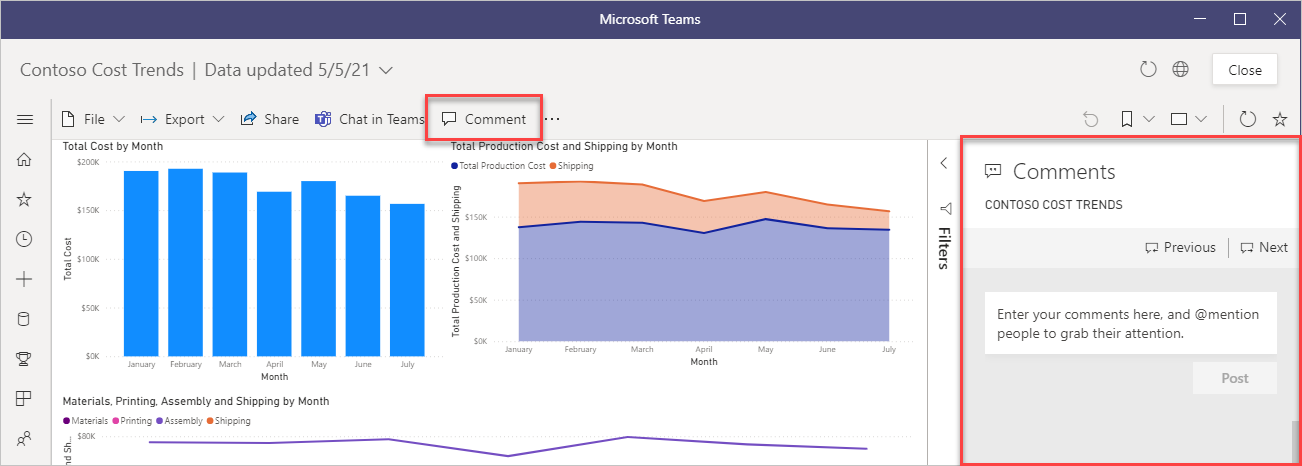 Microsoft Teams
Contoso Cost Trends | Data updated 5/5/21
Close
File
Export
Share
Chat in Teams
Comment
Total Cost by Month
Total Cost
$200K
$150K
$100K
$50K
$0K
January February March April May June July
Month
Total Production Cost and Shipping by Month
Total Production Cost Shipping
Total Production Cost and Shipping
$150K
$100K
$50K
$0K
January February March April May June July
Month
Materials, Printing, Assembly and Shipping by Month
Materials Printing Assembly Shipping
$80K
nd Sh...
Filters
Comments
CONTOSO COST TRENDS
Previous | Next
Enter your comments here, and @mention
people to grab their attention.
Post